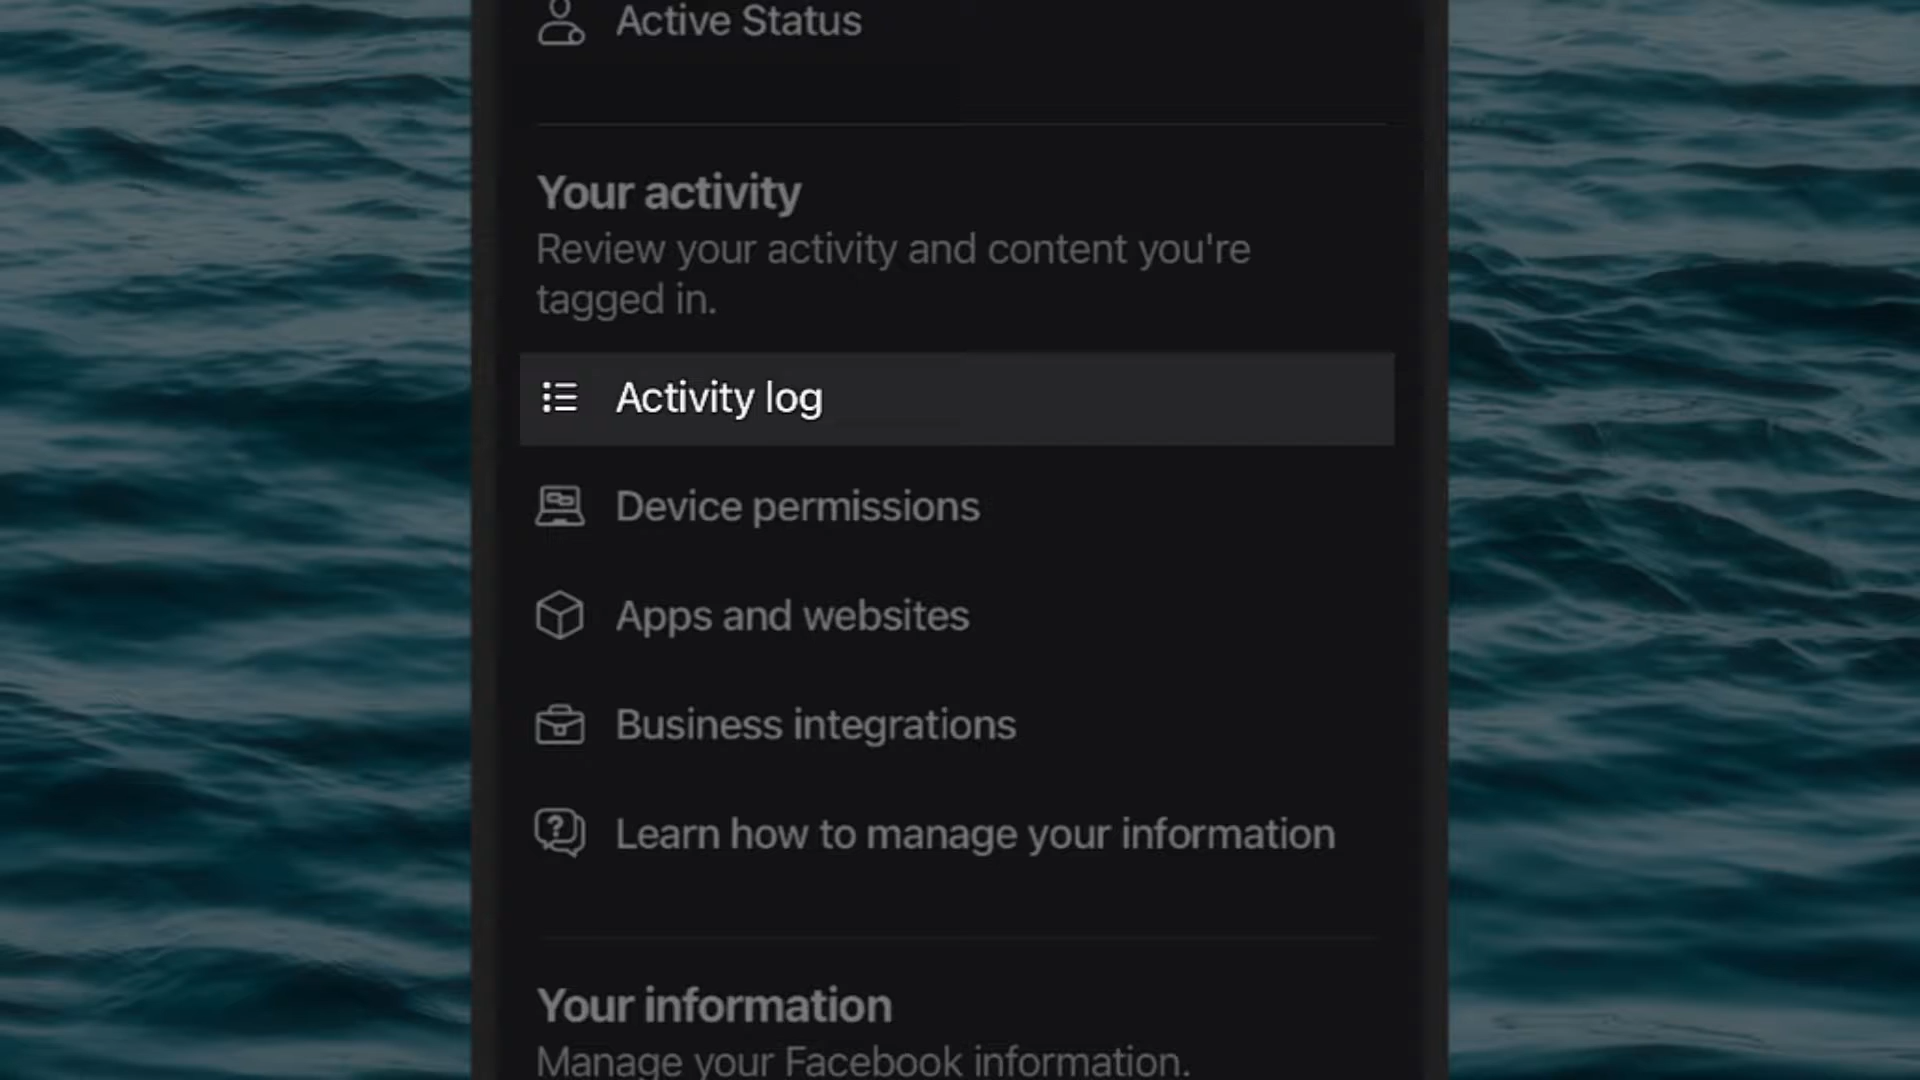 Active Status
Your activity
Review your activity and content you're
tagged in.
Activity log
Device permissions
Apps and websites
Business integrations
Learn how to manage your information
Your information
Manage your Facebook information.